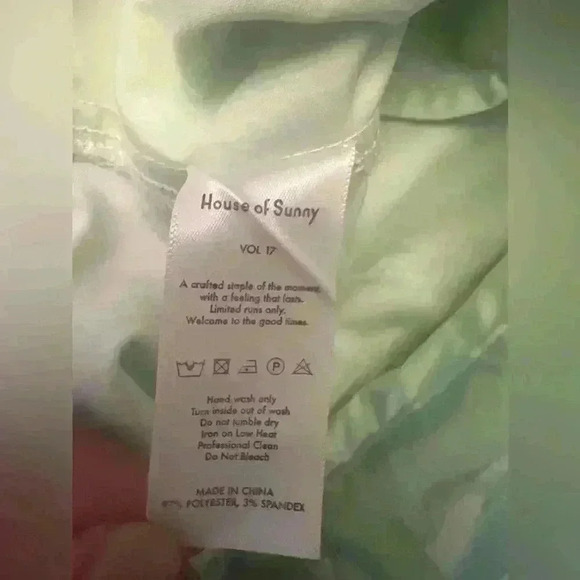 House of Sunny
VOL 17
A crafted simple of the moment
with a feeling that lasts.
Limited runs only.
Welcome to the good times.
P
Hand wash only
Turn inside out of wash
Do not tumble dry
Iron on Low Heat
Professional Clean
Do Not Bleach
MADE IN CHINA
POLYESTER, 3% SPANDEX